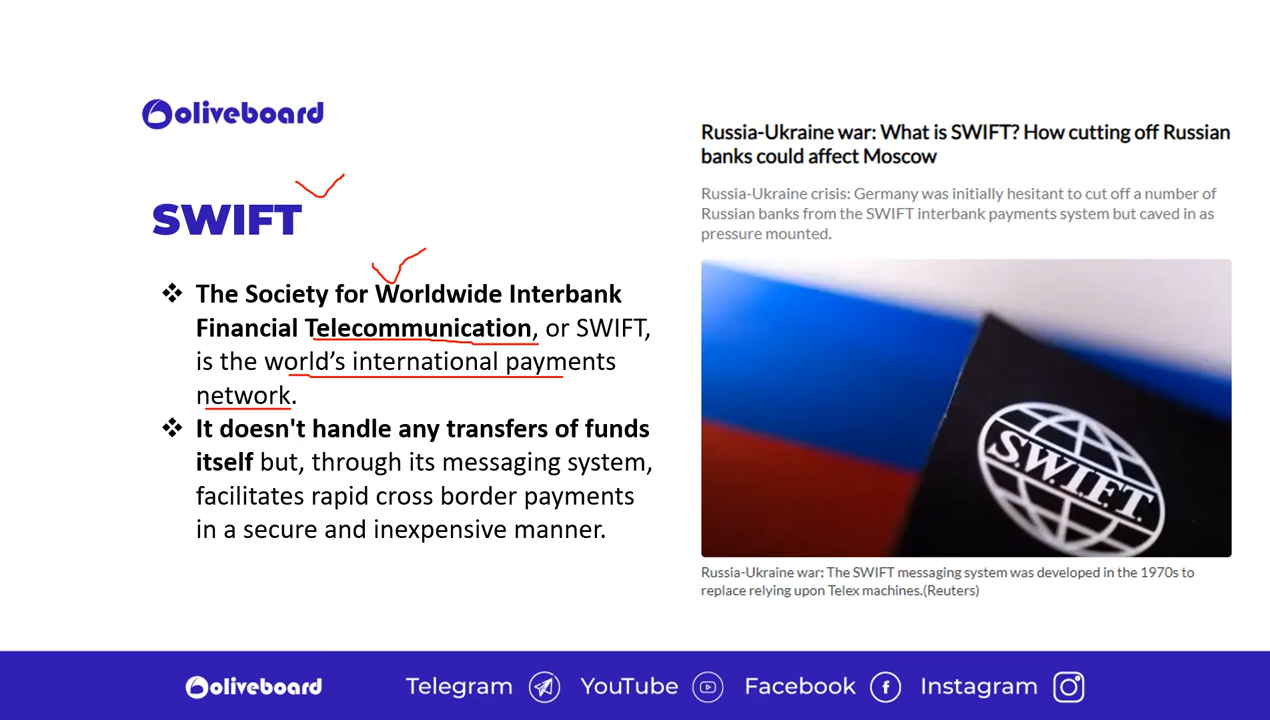 oliveboard
SWIFT
❖ The Society for Worldwide Interbank
Financial Telecommunication, or SWIFT,
is the world's international payments
network.
❖ It doesn't handle any transfers of funds
itself but, through its messaging system,
facilitates rapid cross border payments
in a secure and inexpensive manner.
Russia-Ukraine war: What is SWIFT? How cutting off Russian
banks could affect Moscow
Russia-Ukraine crisis: Germany was initially hesitant to cut off a number of
Russian banks from the SWIFT interbank payments system but caved in as
pressure mounted.
S.W.I.F.T.
Russia-Ukraine war: The SWIFT messaging system was developed in the 1970s to
replace relying upon Telex machines.(Reuters)
oliveboard Telegram YouTube Facebook Instagram